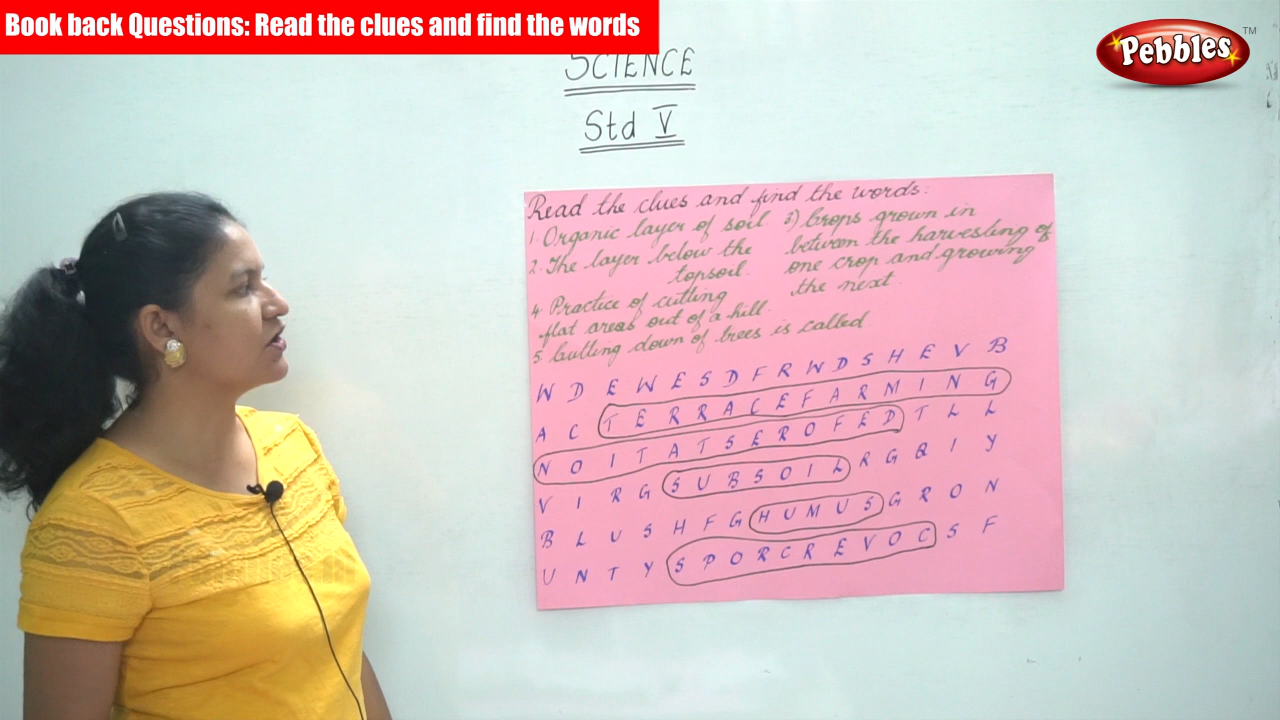 Book back Questions: Read the clues and find the words
Pebbles TM
SCIENCE
Std V
Read the clues and find the words:
1. Organic layer of soil
2. The layer below the
topsoil.
3) Crops grown in
between the harvesting of
one crop and growing
the next.
4. Practice of cutting
flat areas out of a hill.
5. Cutting down of trees is called
W D E W E S D F R W D S H E V B
A C T E R R A C E F A R M I N G
N O I T A T S E R O F E D T L L
V I R G S U B S O I L R G Q I Y
B L U S H F G H U M U S G R O N
U N T Y S P O R C R E V O C S F